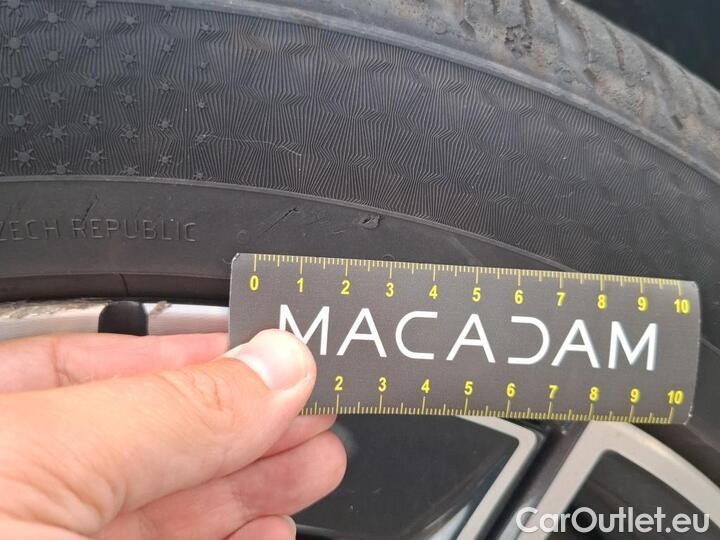 CZECH REPUBLIC
0 1 2 3 4 5 6 7 8 9 10
MACADAM
2 3 4 5 6 7 8 9 10
CarOutlet.eu